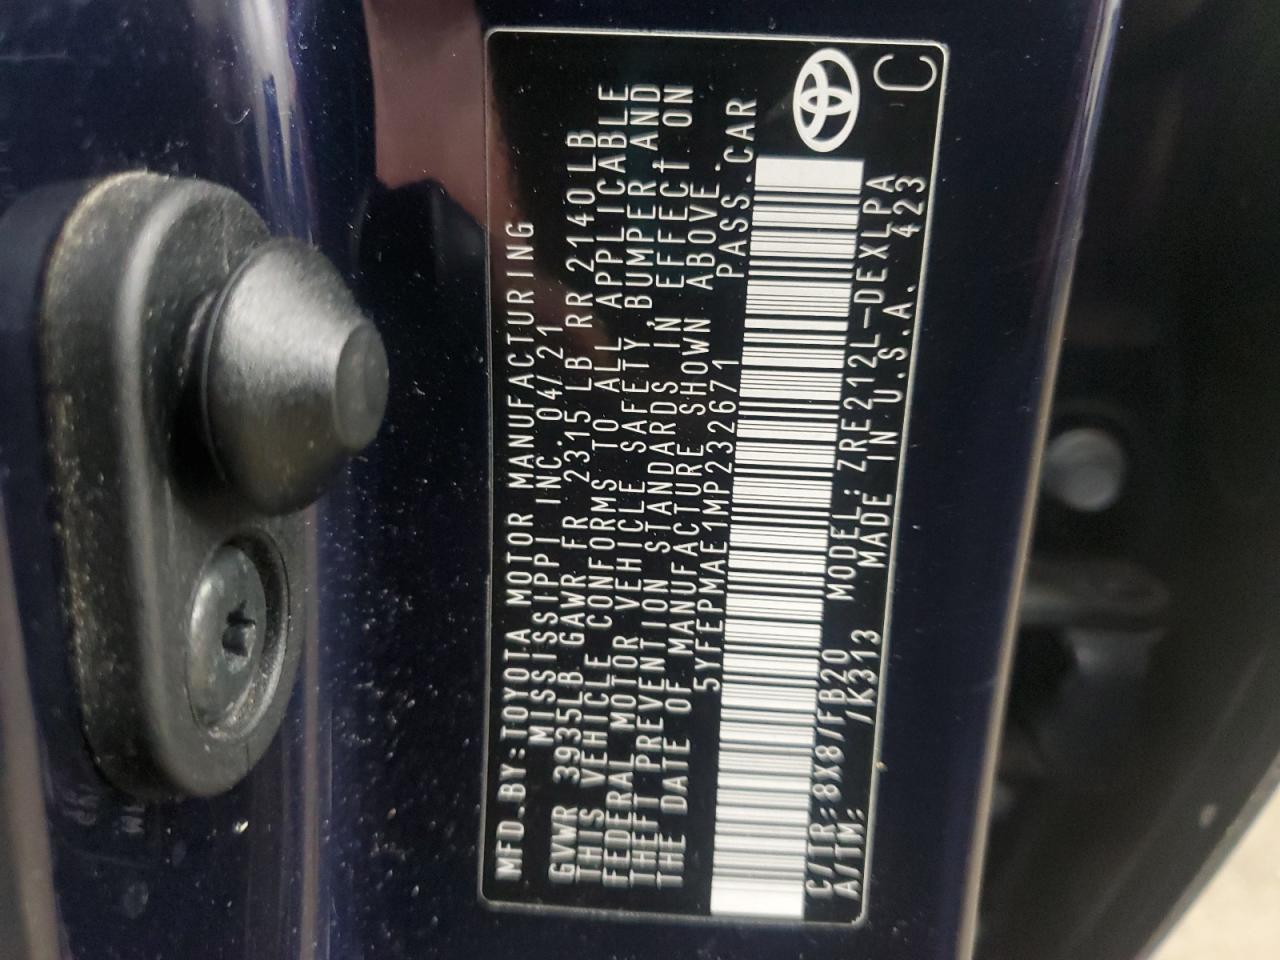 MFD.BY:TOYOTA MOTOR MANUFACTURING
MISSISSIPPI INC. 04/21
GVWR 3935LB GAWR FR 2315 LB RR 2140 LB
THIS VEHICLE CONFORMS TO ALL APPLICABLE
FEDERAL MOTOR VEHICLE SAFETY, BUMPER, AND
THEFT PREVENTION STANDARDS IN EFFECT ON
THE DATE OF MANUFACTURE SHOWN ABOVE.
5YFEPMAE1MP232671 PASS.CAR
C/TR:8X8/FB20 MODEL:ZRE212L-DEXLPA
A/TM: /K313 MADE IN U.S.A. 423
C